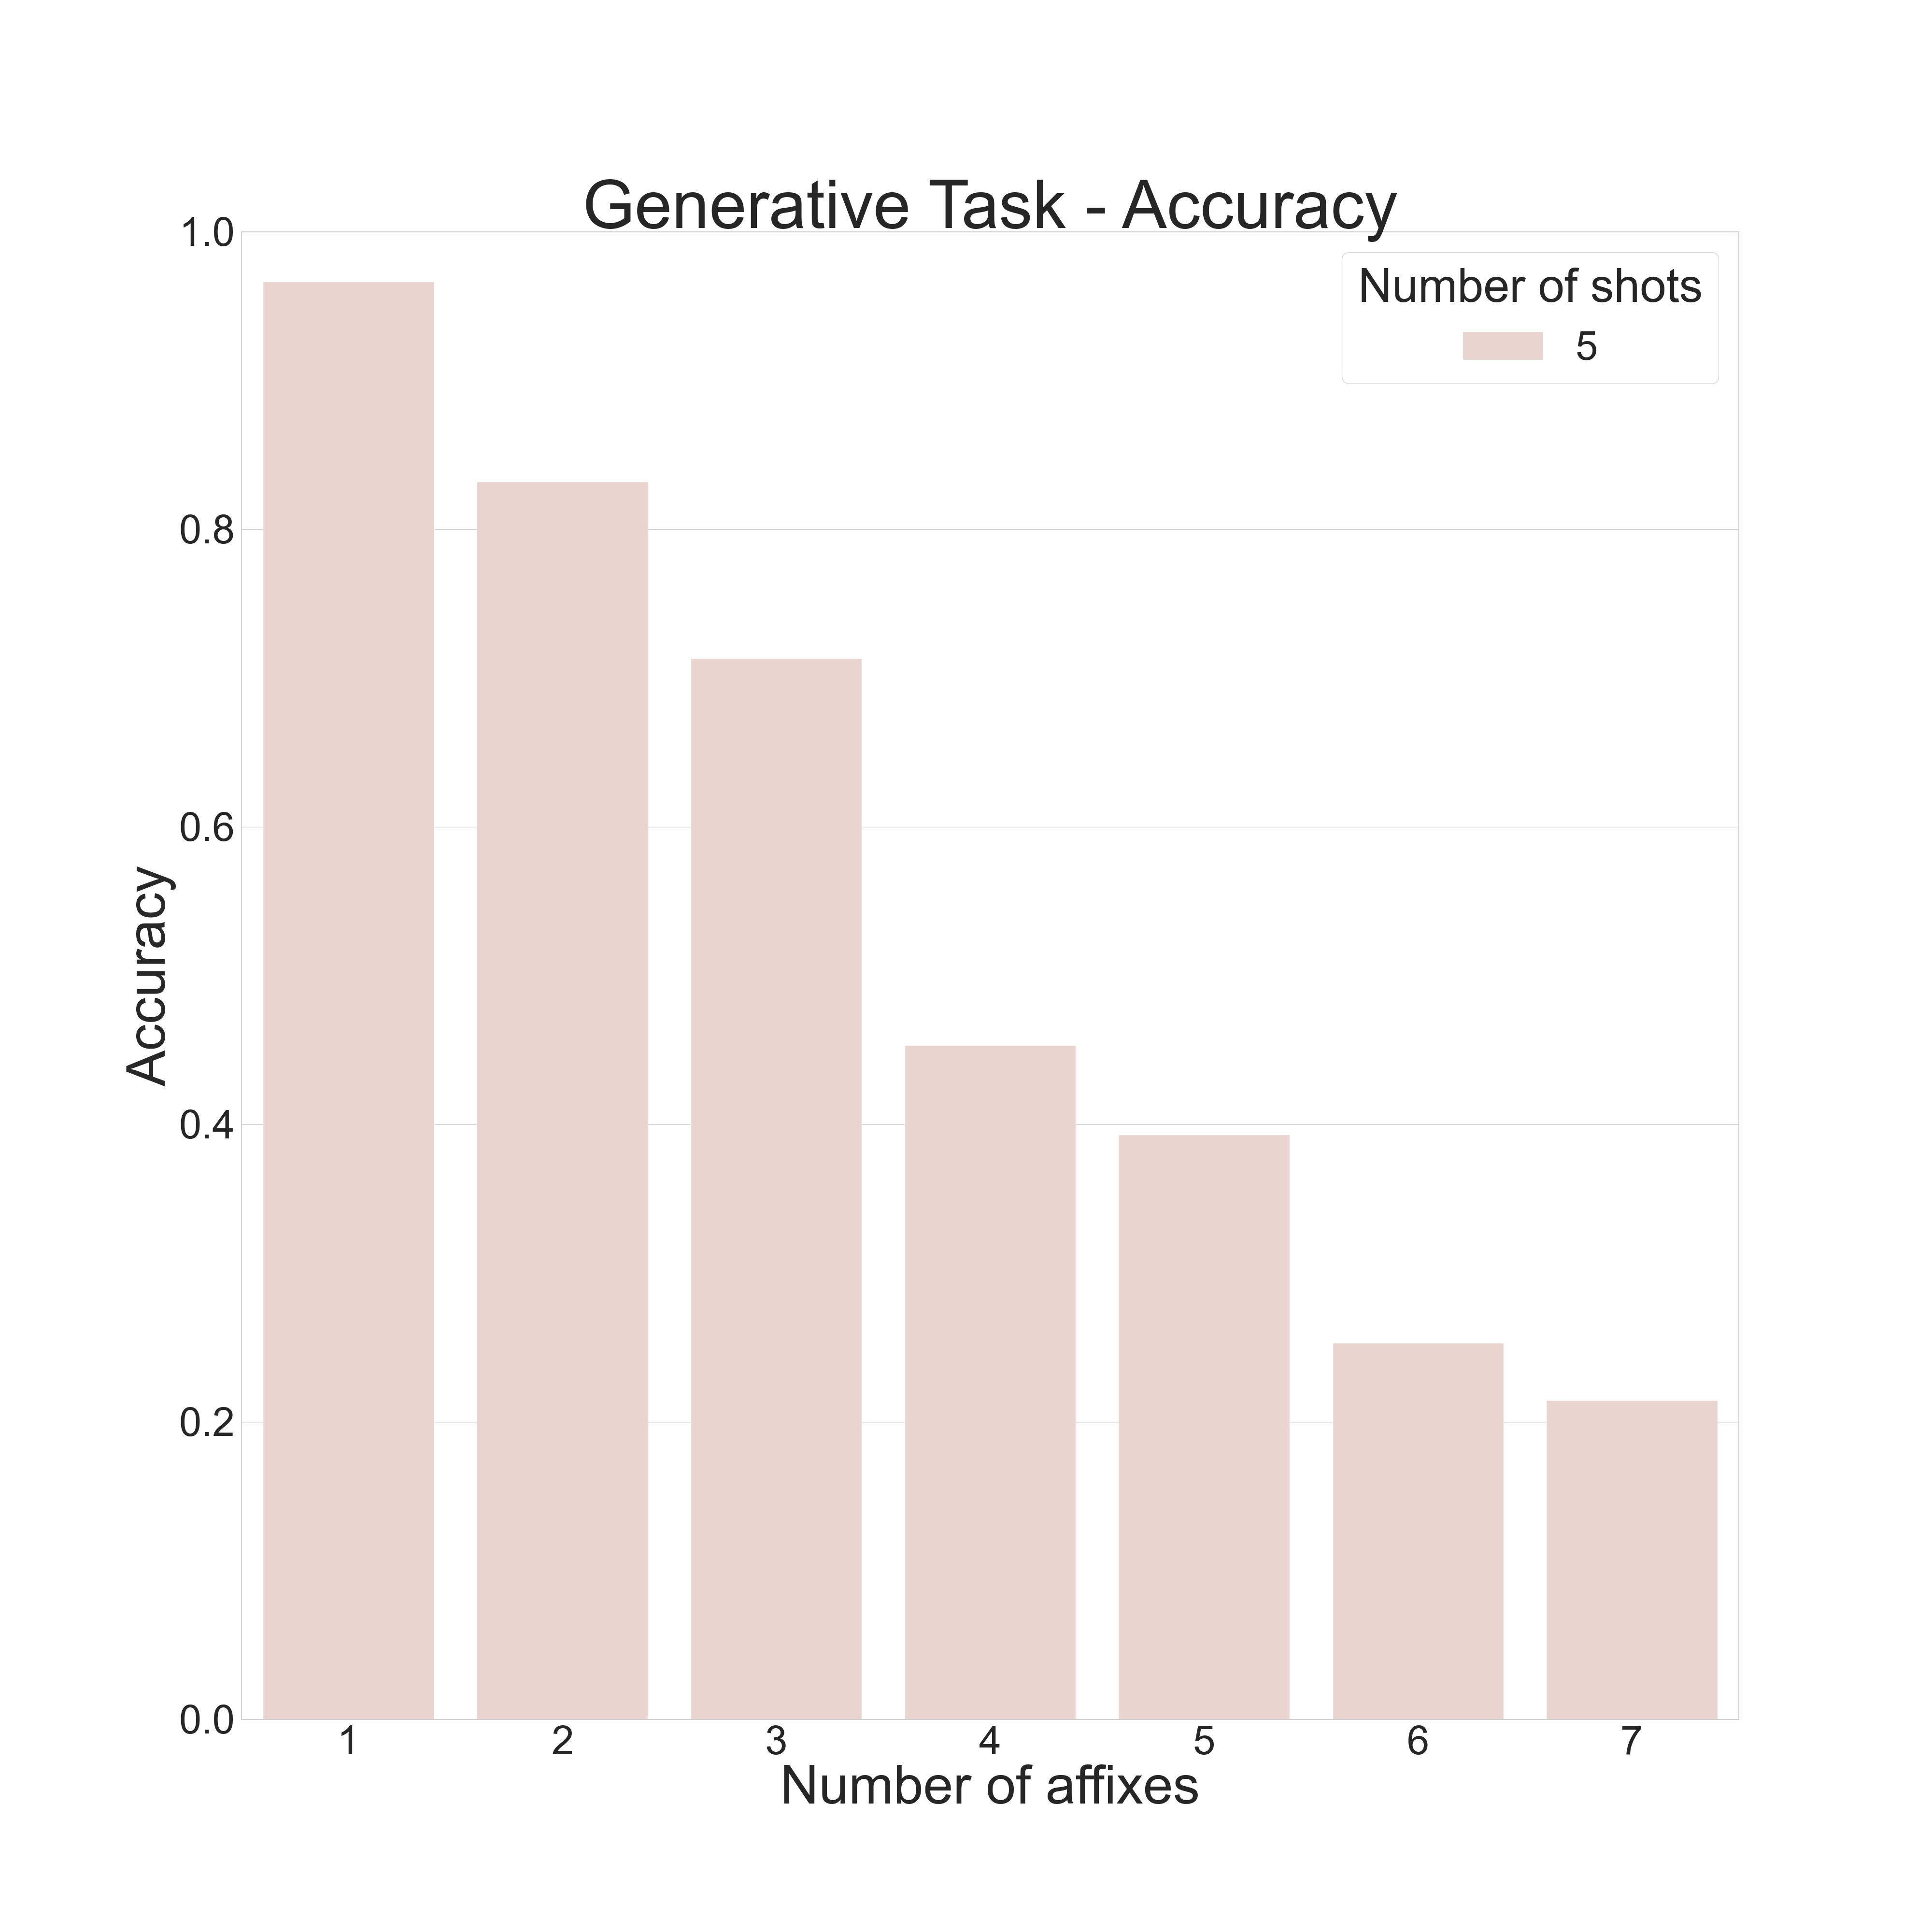 Generative Task - Accuracy
1.0
0.8
0.6
0.4
0.2
0.0
Accuracy
Number of shots
5
1 2 3 4 5 6 7
Number of affixes